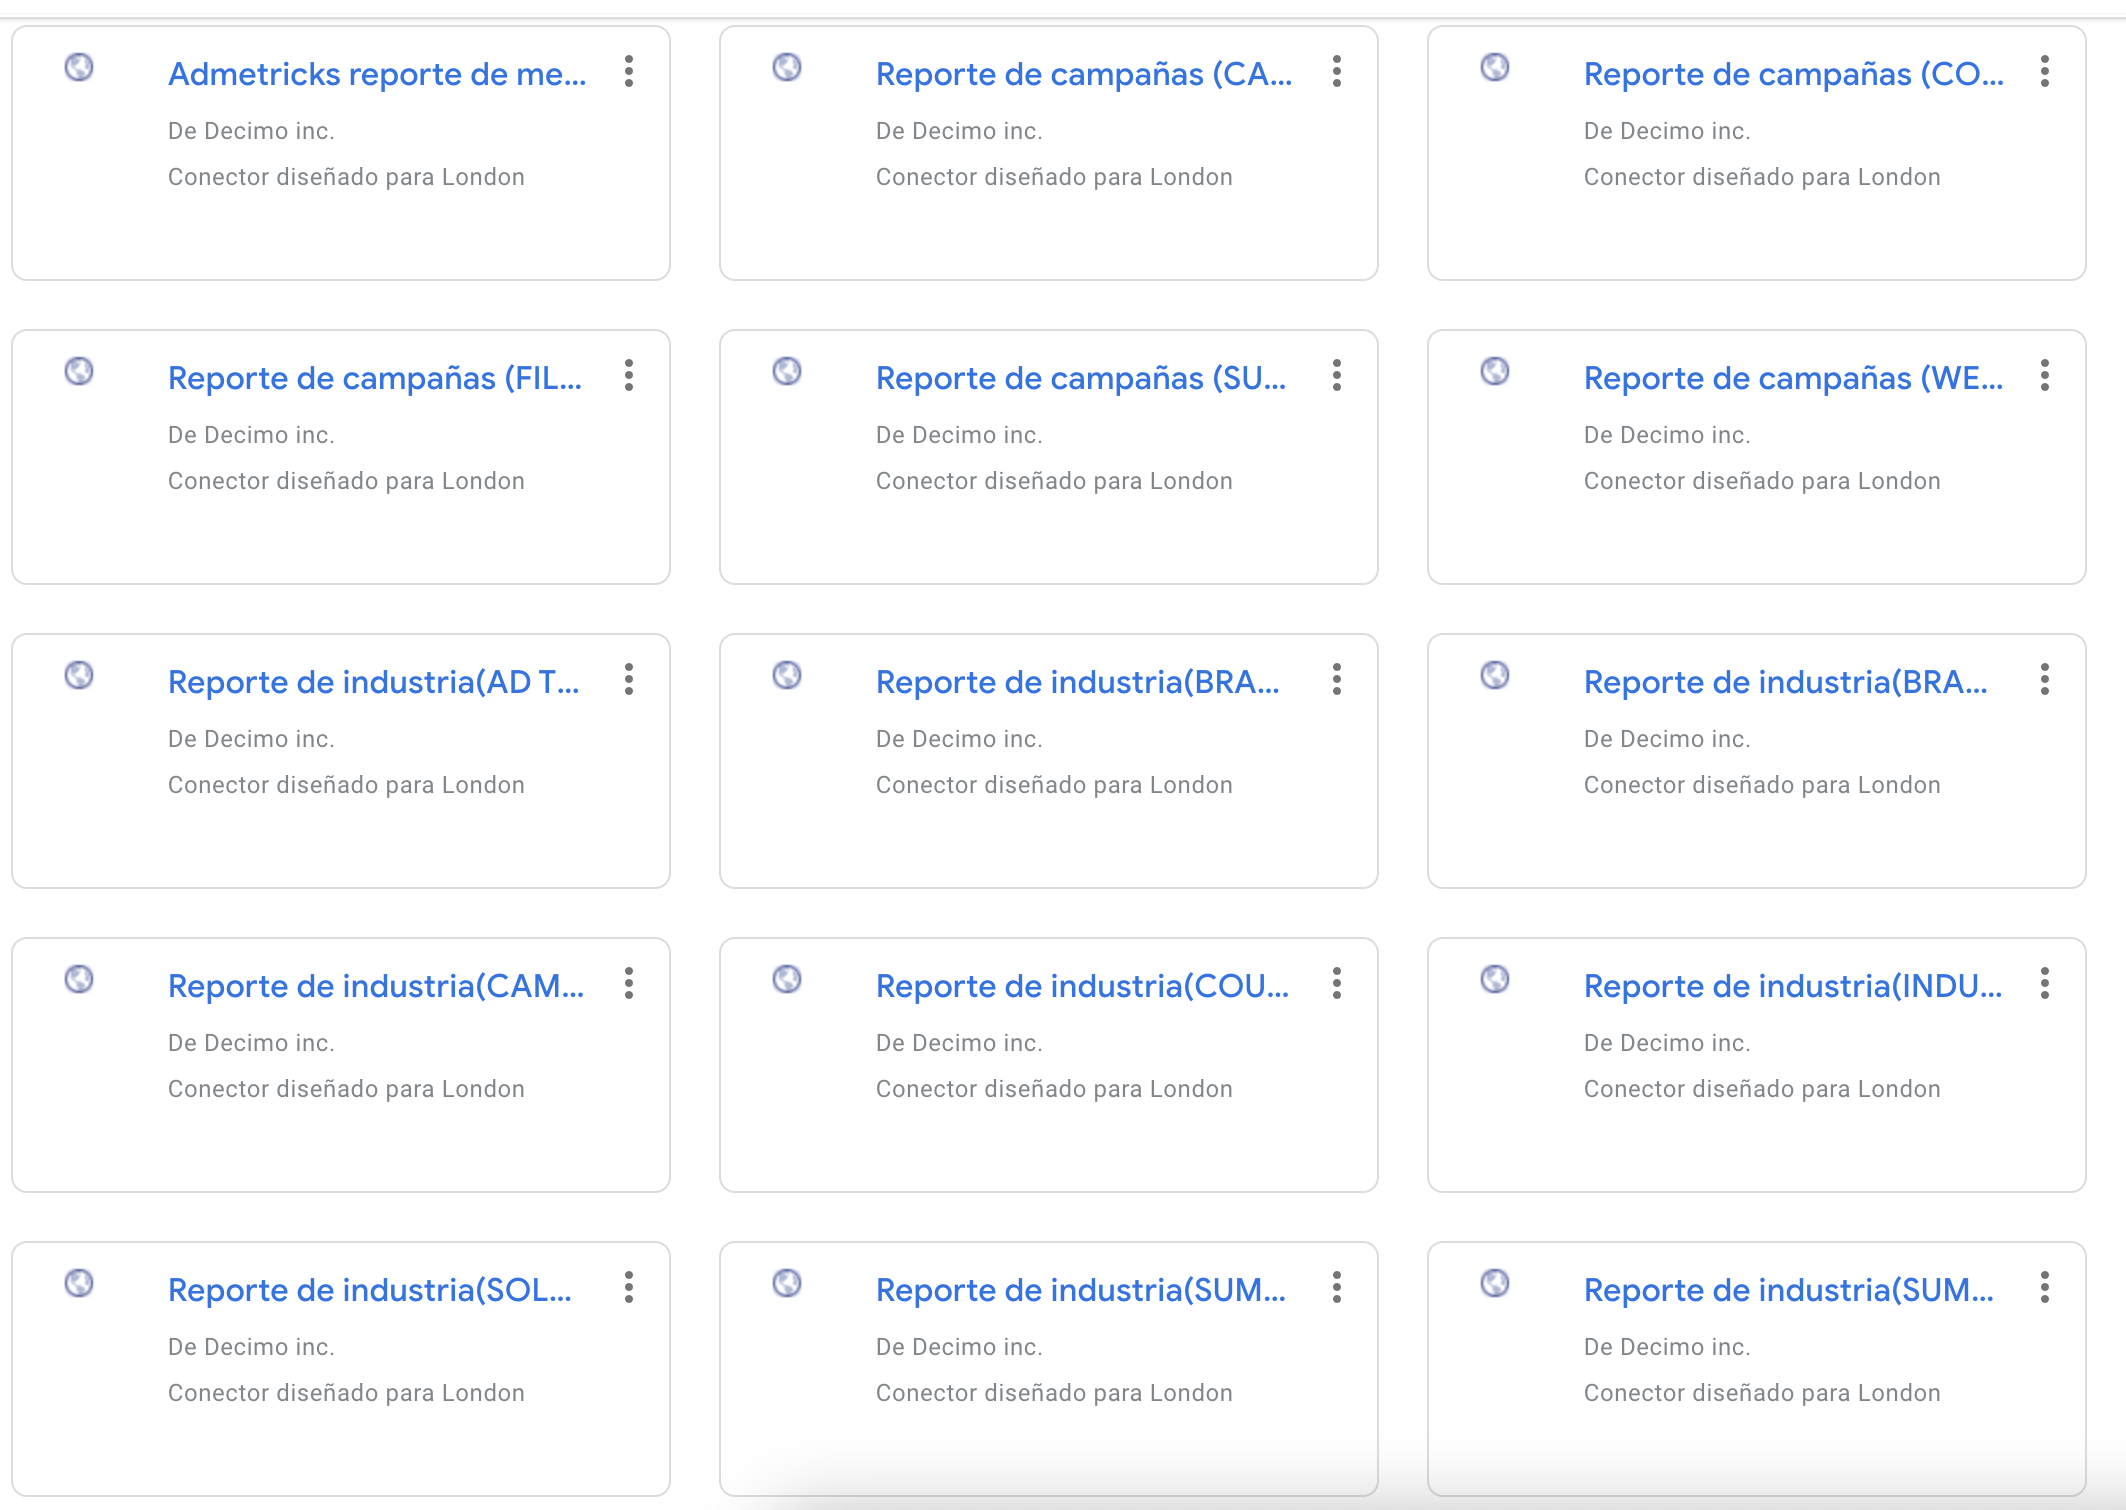 Admetricks reporte de me...
De Decimo inc.
Conector diseñado para London
Reporte de campañas (CA...
De Decimo inc.
Conector diseñado para London
Reporte de campañas (CO...
De Decimo inc.
Conector diseñado para London
Reporte de campañas (FIL...
De Decimo inc.
Conector diseñado para London
Reporte de campañas (SU...
De Decimo inc.
Conector diseñado para London
Reporte de campañas (WE...
De Decimo inc.
Conector diseñado para London
Reporte de industria(AD T...
De Decimo inc.
Conector diseñado para London
Reporte de industria(BRA...
De Decimo inc.
Conector diseñado para London
Reporte de industria(BRA...
De Decimo inc.
Conector diseñado para London
Reporte de industria(CAM...
De Decimo inc.
Conector diseñado para London
Reporte de industria(COU...
De Decimo inc.
Conector diseñado para London
Reporte de industria(INDU...
De Decimo inc.
Conector diseñado para London
Reporte de industria(SOL...
De Decimo inc.
Conector diseñado para London
Reporte de industria(SUM...
De Decimo inc.
Conector diseñado para London
Reporte de industria(SUM...
De Decimo inc.
Conector diseñado para London